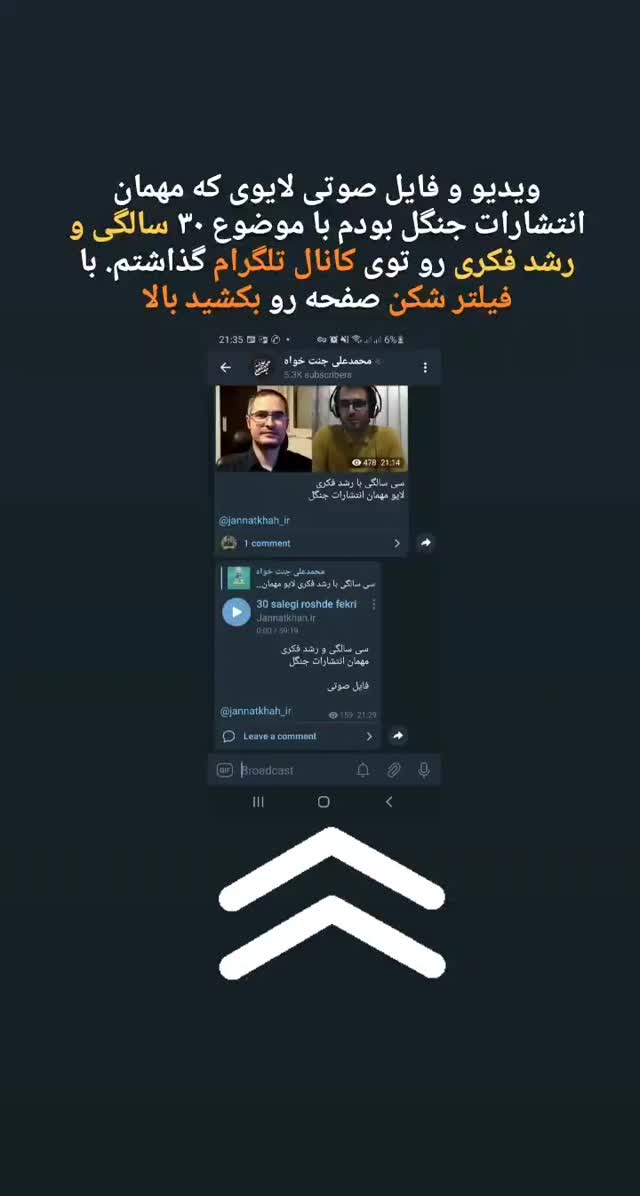 ویدیو و فایل صوتی لایوی که مهمان
انتشارات جنگل بودم با موضوع ۳۰ سالگی و
رشد فکری رو توی کانال تلگرام گذاشتم. با
فیلتر شکن صفحه رو بکشید بالا
21:35
6%
محمدعلی جنت خواه
5.3K subscribers
478 21:14
سی سالگی با رشد فکری
لایو مهمان انتشارات جنگل
@jannatkhah_ir
1 comment
محمدعلی جنت خواه
سی سالگی با رشد فکری لایو مهمان...
30 salegi roshde fekri
Jannatkhah.ir
0:00 / 59:19
سی سالگی و رشد فکری
مهمان انتشارات جنگل
فایل صوتی
@jannatkhah_ir
159 21:29
Leave a comment
GIF Broadcast